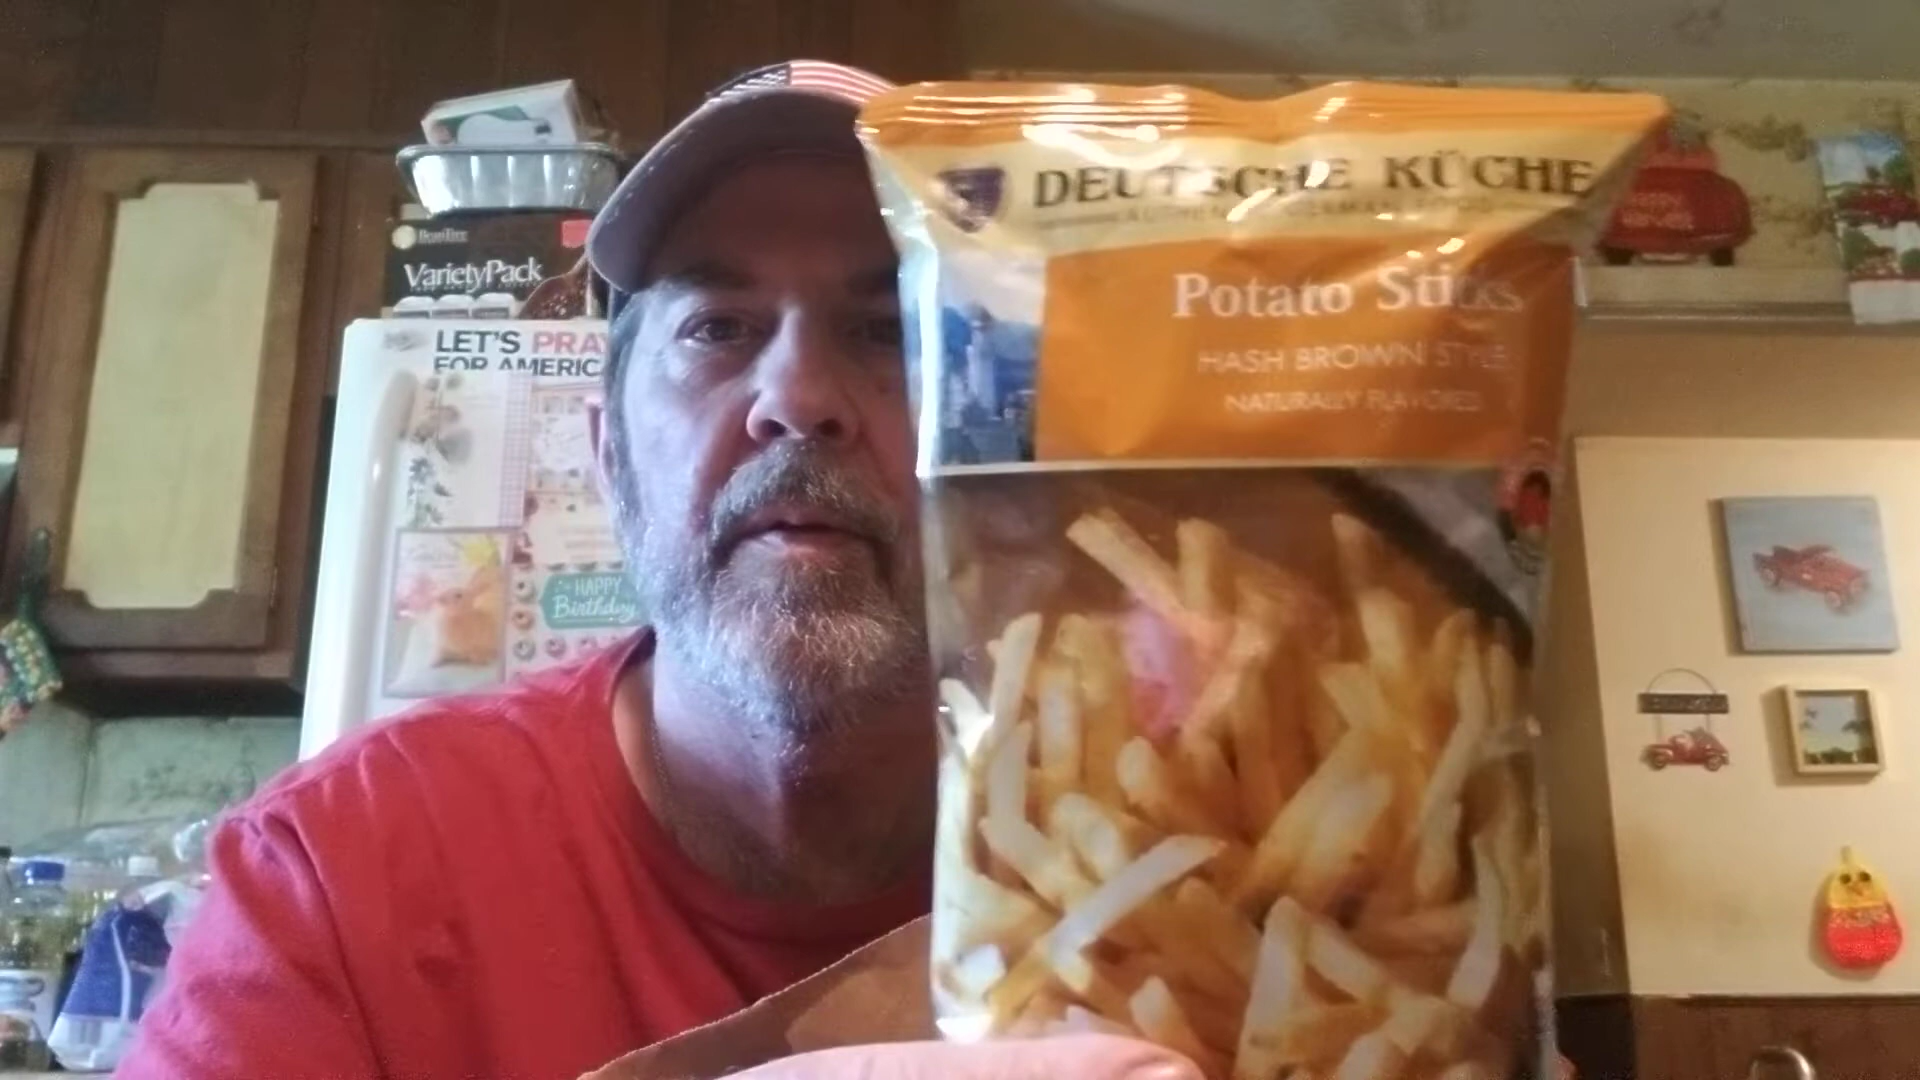 DEUTSCHE KÜCHE
Potato Sticks
HASH BROWN STYLE
NATURALLY FLAVORED
VarietyPack
LET'S PRAY
FOR AMERICA
HAPPY
Birthday